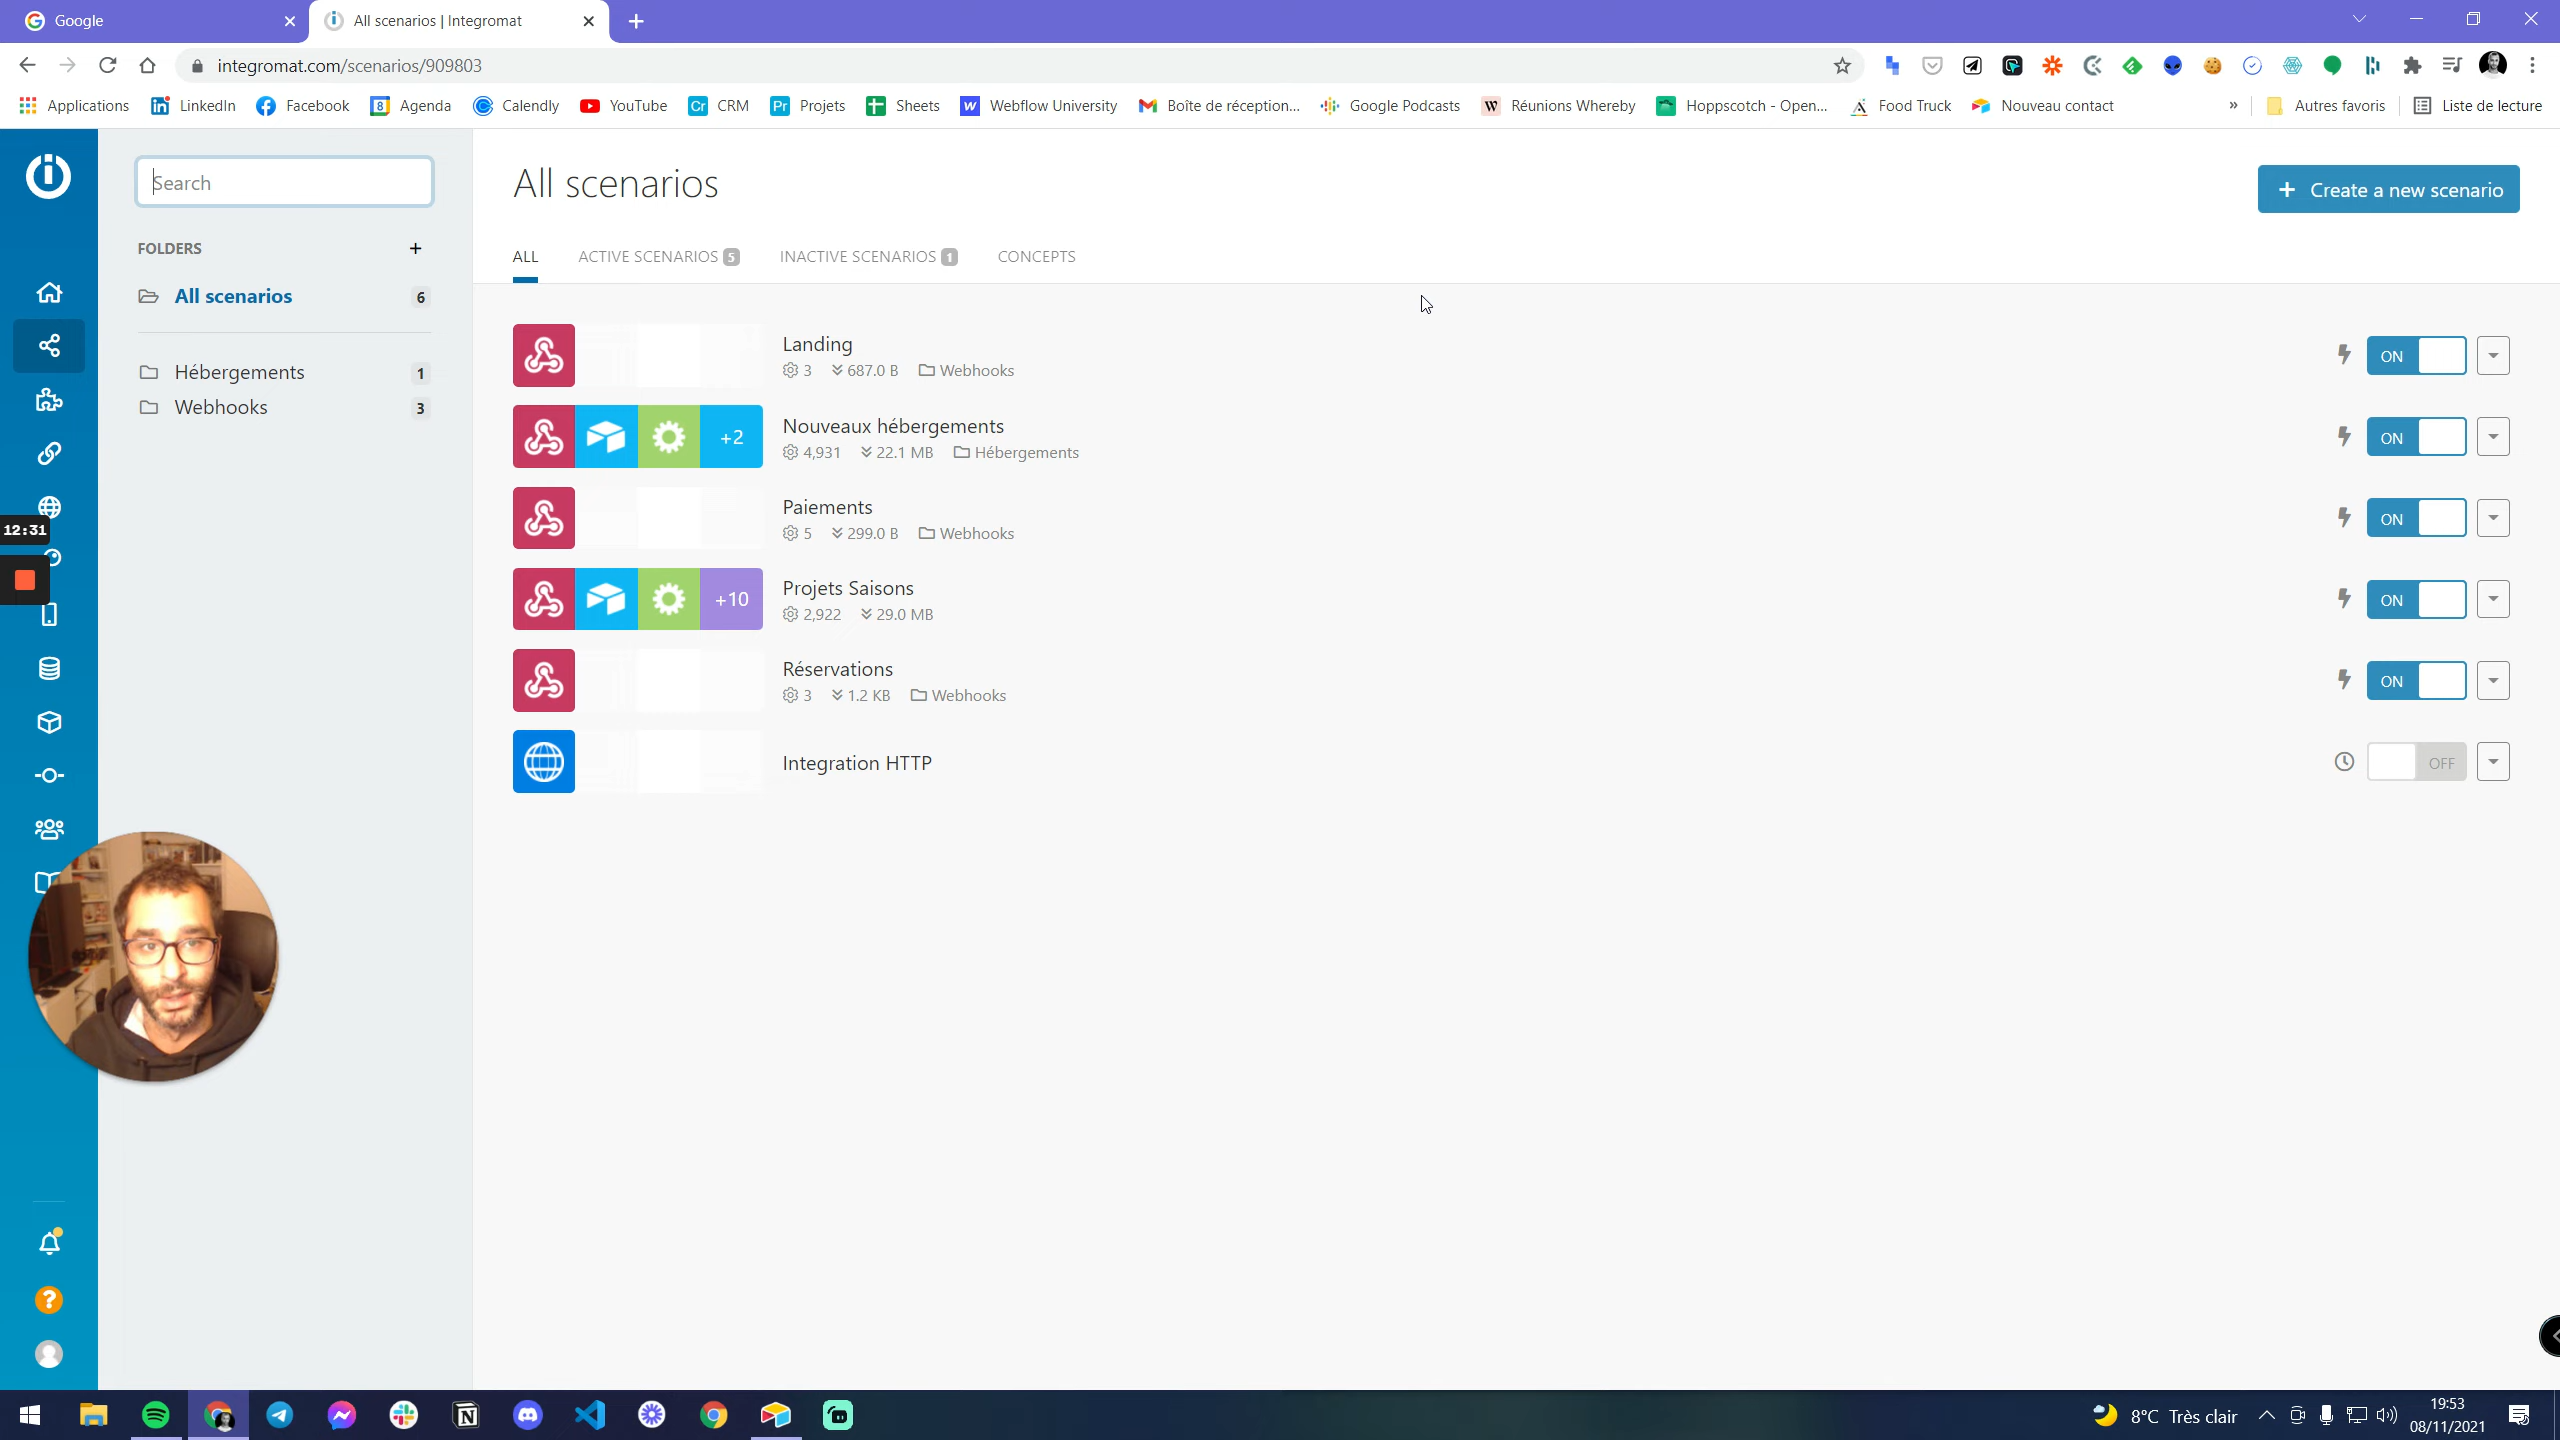 Google
All scenarios | Integromat
integromat.com/scenarios/909803
Applications
LinkedIn
Facebook
Agenda
Calendly
YouTube
CRM
Projets
Sheets
Webflow University
Boîte de réception...
Google Podcasts
Réunions Whereby
Hoppscotch - Open...
Food Truck
Nouveau contact
»
Autres favoris
Liste de lecture
Search
FOLDERS +
All scenarios 6
Hébergements 1
Webhooks 3
12:31
All scenarios
+ Create a new scenario
ALL
ACTIVE SCENARIOS 5
INACTIVE SCENARIOS 1
CONCEPTS
Landing
3 687.0 B Webhooks
ON
+2
Nouveaux hébergements
4,931 22.1 MB Hébergements
ON
Paiements
5 299.0 B Webhooks
ON
+10
Projets Saisons
2,922 29.0 MB
ON
Réservations
3 1.2 KB Webhooks
ON
Integration HTTP
OFF
8°C Très clair
19:53
08/11/2021